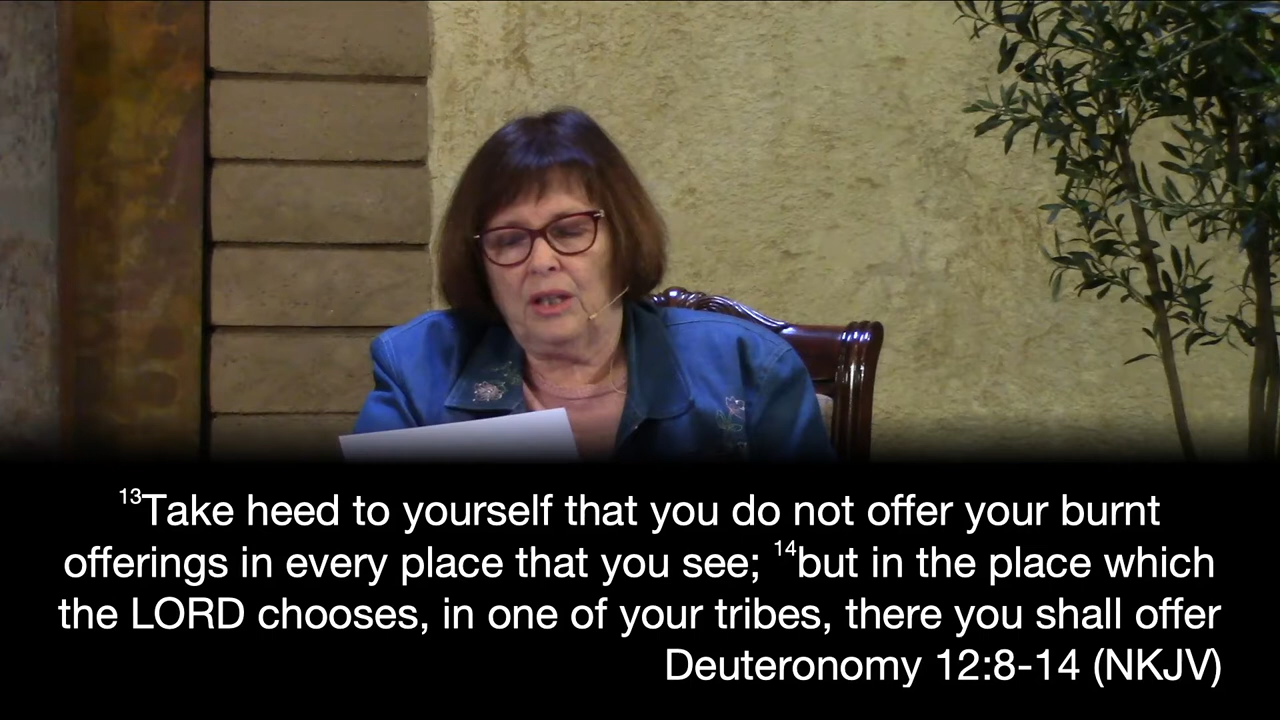 ¹³Take heed to yourself that you do not offer your burnt
offerings in every place that you see; ¹⁴but in the place which
the LORD chooses, in one of your tribes, there you shall offer
Deuteronomy 12:8-14 (NKJV)